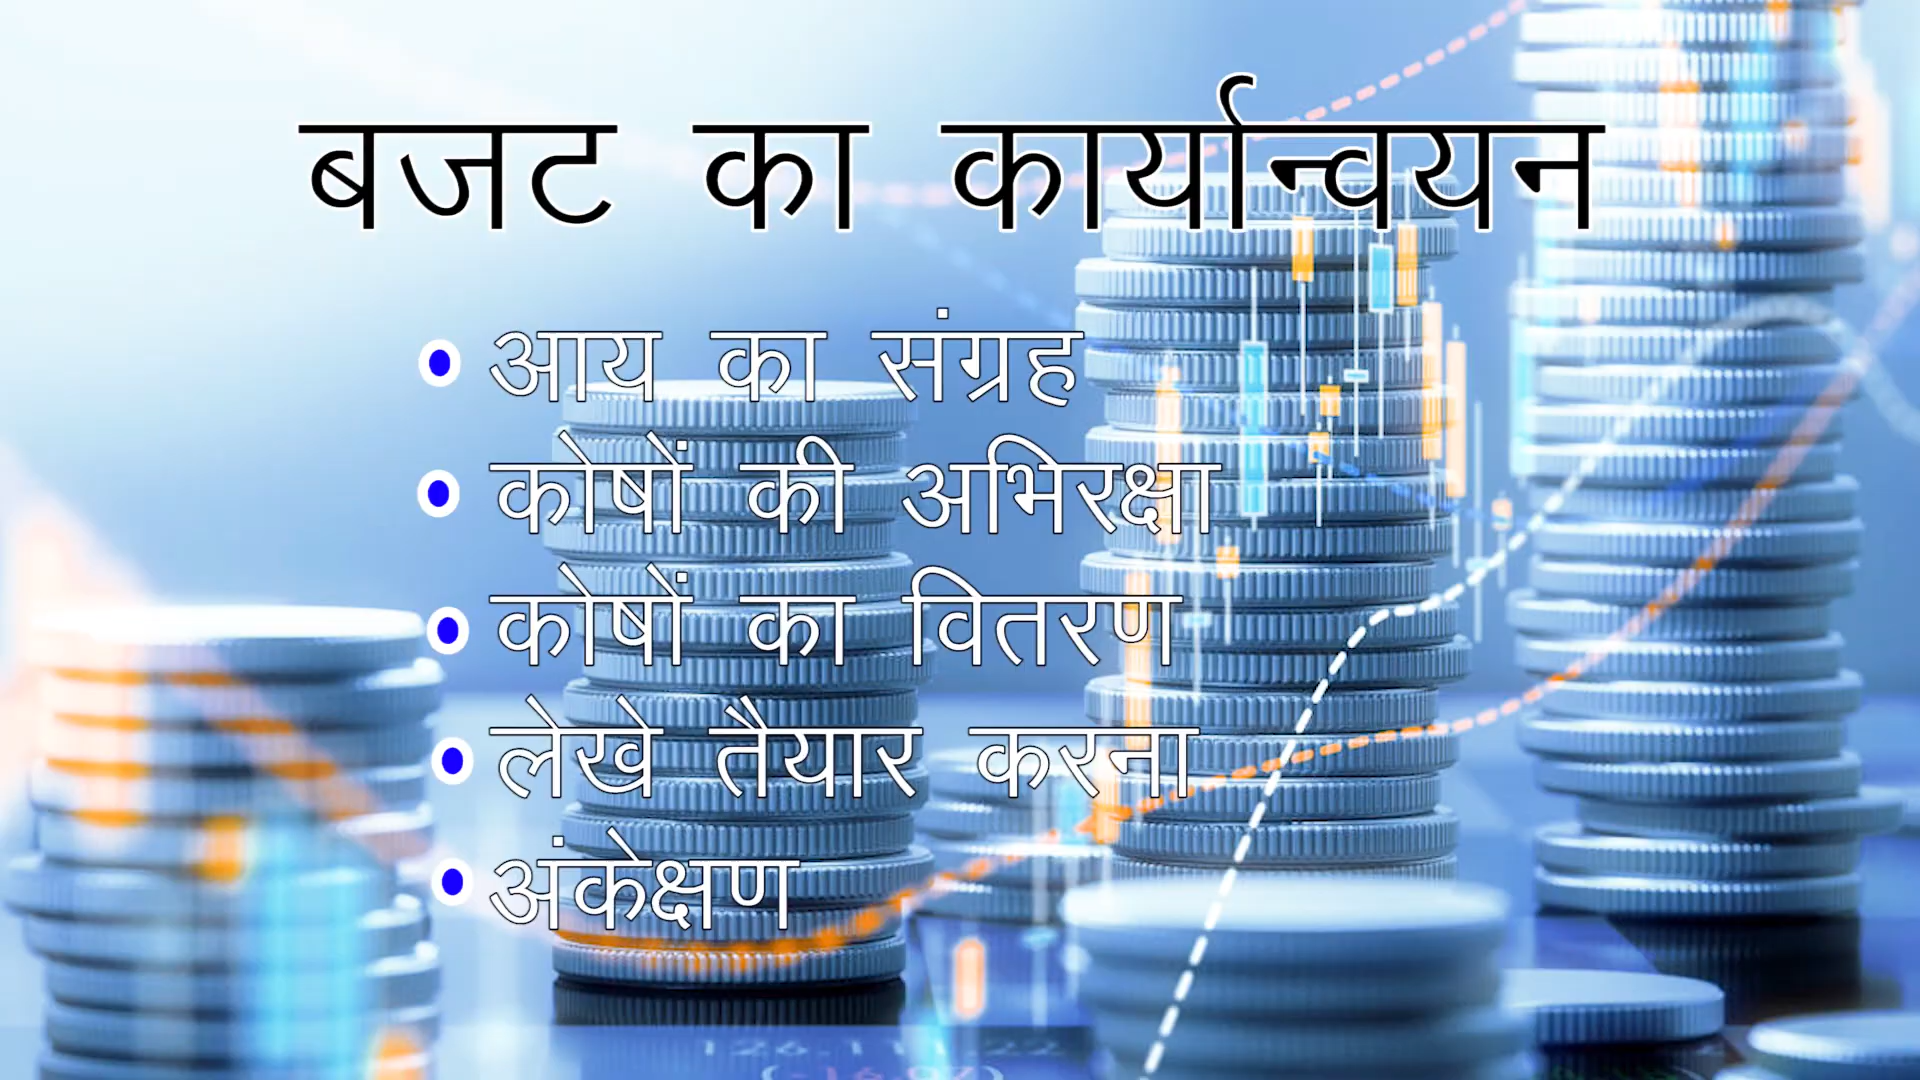 बजट का कार्यान्वयन
• आय का संग्रह
• कोषों की अभिरक्षा
• कोषों का वितरण
• लेखे तैयार करना
• अंकेक्षण